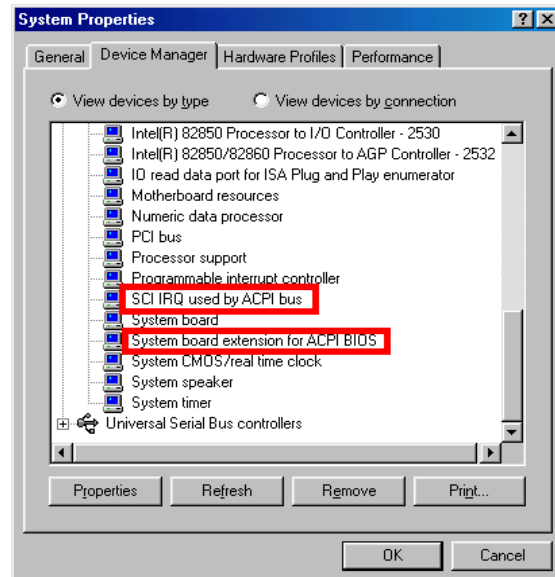 System Properties
General Device Manager Hardware Profiles Performance
View devices by type View devices by connection
Intel(R) 82850 Processor to I/O Controller - 2530
Intel(R) 82850/82860 Processor to AGP Controller - 2532
IO read data port for ISA Plug and Play enumerator
Motherboard resources
Numeric data processor
PCI bus
Processor support
Programmable interrupt controller
SCI IRQ used by ACPI bus
System board
System board extension for ACPI BIOS
System CMOS/real time clock
System speaker
System timer
Universal Serial Bus controllers
Properties Refresh Remove Print...
OK Cancel